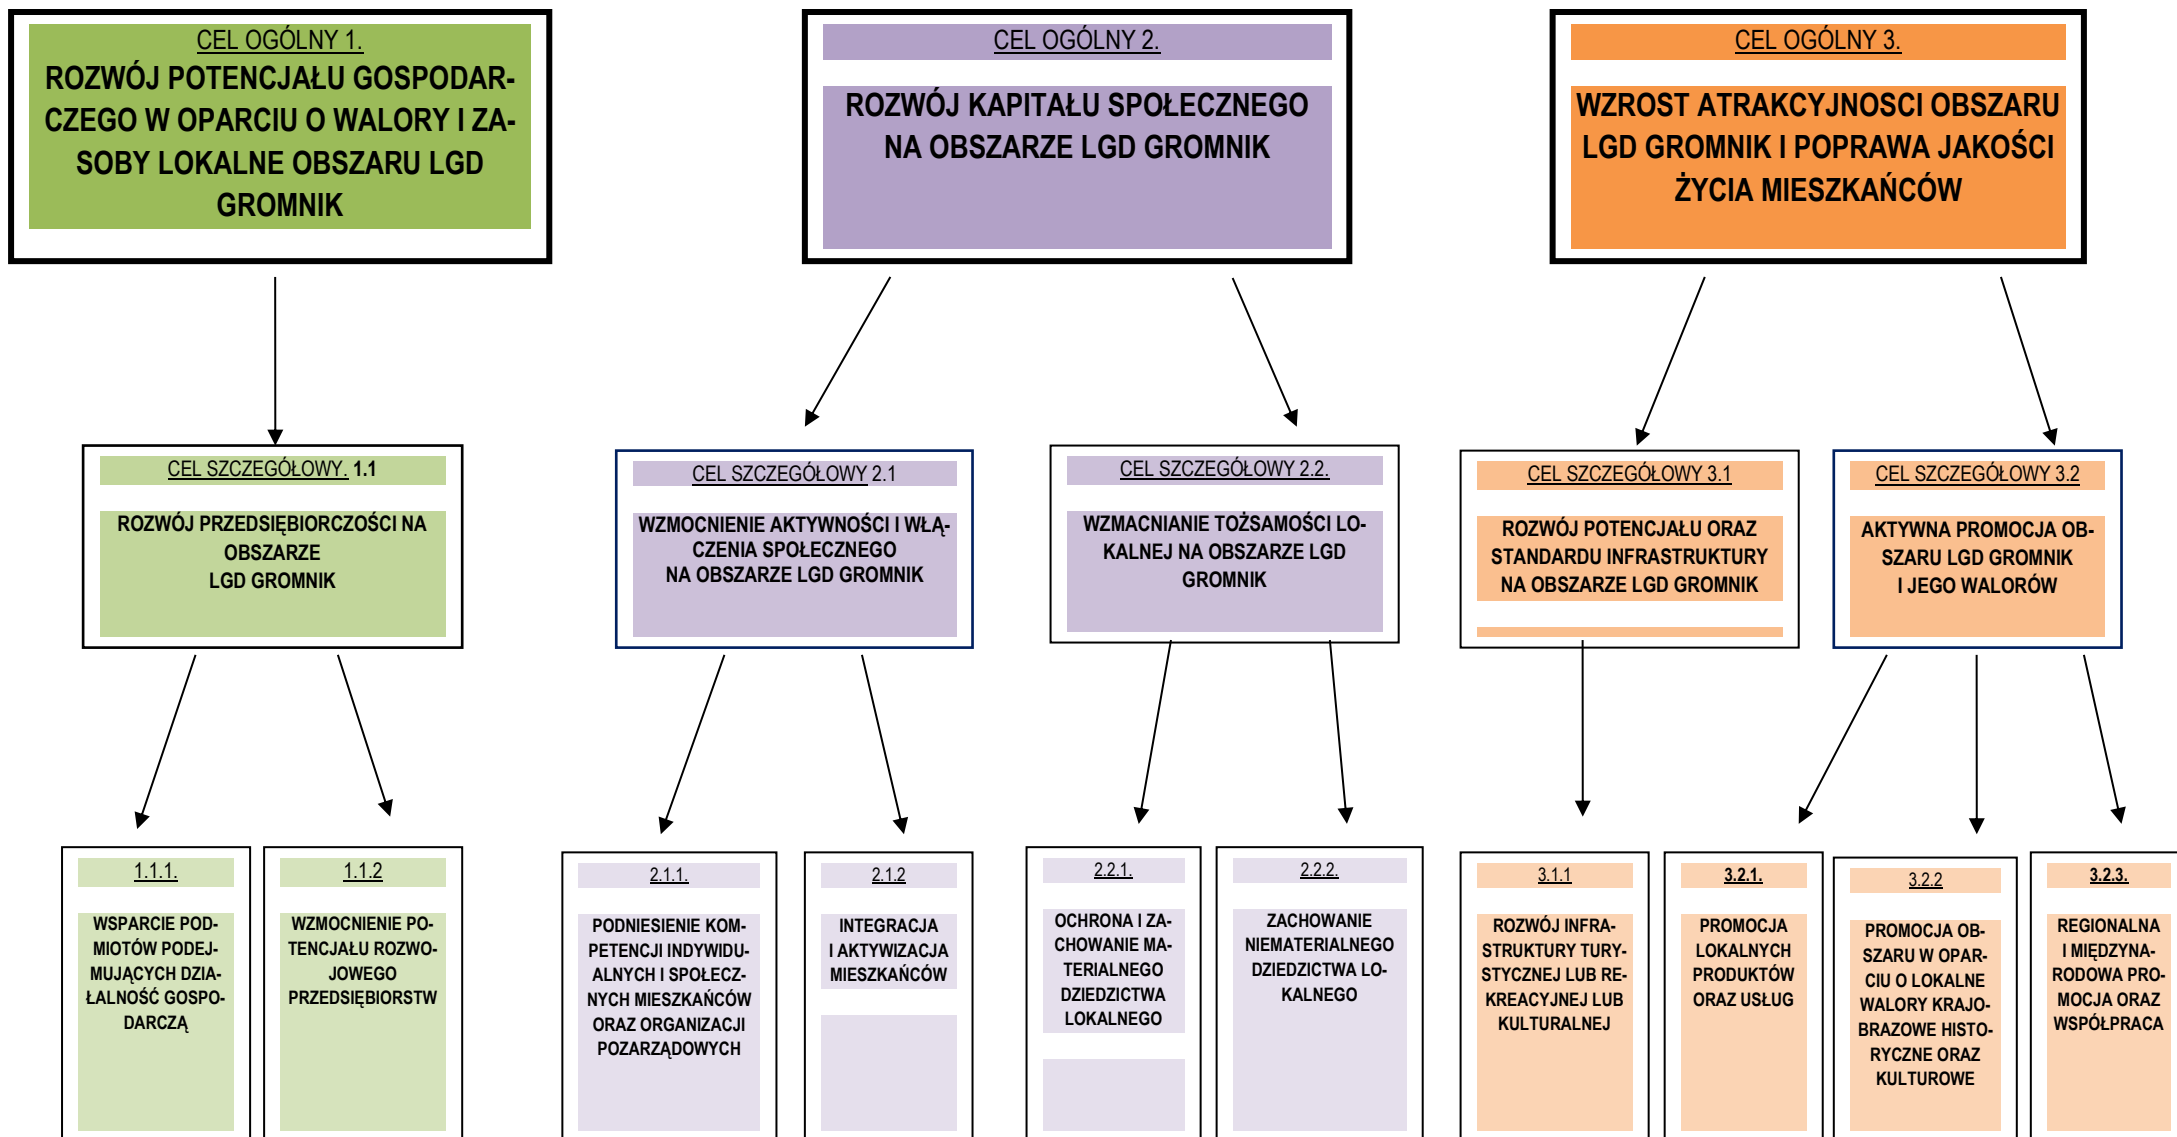 CEL OGÓLNY 1.
ROZWÓJ POTENCJAŁU GOSPODAR-
CZEGO W OPARCIU O WALORY I ZA-
SOBY LOKALNE OBSZARU LGD
GROMNIK
CEL OGÓLNY 2.
ROZWÓJ KAPITAŁU SPOŁECZNEGO
NA OBSZARZE LGD GROMNIK
CEL OGÓLNY 3.
WZROST ATRAKCYJNOSCI OBSZARU
LGD GROMNIK I POPRAWA JAKOŚCI
ŻYCIA MIESZKAŃCÓW
CEL SZCZEGÓŁOWY. 1.1
ROZWÓJ PRZEDSIĘBIORCZOŚCI NA
OBSZARZE
LGD GROMNIK
CEL SZCZEGÓŁOWY 2.1
WZMOCNIENIE AKTYWNOŚCI I WŁĄ-
CZENIA SPOŁECZNEGO
NA OBSZARZE LGD GROMNIK
CEL SZCZEGÓŁOWY 2.2.
WZMACNIANIE TOŻSAMOŚCI LO-
KALNEJ NA OBSZARZE LGD
GROMNIK
CEL SZCZEGÓŁOWY 3.1
ROZWÓJ POTENCJAŁU ORAZ
STANDARDU INFRASTRUKTURY
NA OBSZARZE LGD GROMNIK
CEL SZCZEGÓŁOWY 3.2
AKTYWNA PROMOCJA OB-
SZARU LGD GROMNIK
I JEGO WALORÓW
1.1.1.
WSPARCIE POD-
MIOTÓW PODEJ-
MUJĄCYCH DZIA-
ŁALNOŚĆ GOSPO-
DARCZĄ
1.1.2
WZMOCNIENIE PO-
TENCJAŁU ROZWO-
JOWEGO
PRZEDSIĘBIORSTW
2.1.1.
PODNIESIENIE KOM-
PETENCJI INDYWIDU-
ALNYCH I SPOŁECZ-
NYCH MIESZKAŃCÓW
ORAZ ORGANIZACJI
POZARZĄDOWYCH
2.1.2
INTEGRACJA
I AKTYWIZACJA
MIESZKAŃCÓW
2.2.1.
OCHRONA I ZA-
CHOWANIE MA-
TERIALNEGO
DZIEDZICTWA
LOKALNEGO
2.2.2.
ZACHOWANIE
NIEMATERIALNEGO
DZIEDZICTWA LO-
KALNEGO
3.1.1
ROZWÓJ INFRA-
STRUKTURY TURY-
STYCZNEJ LUB RE-
KREACYJNEJ LUB
KULTURALNEJ
3.2.1.
PROMOCJA
LOKALNYCH
PRODUKTÓW
ORAZ USŁUG
3.2.2
PROMOCJA OB-
SZARU W OPAR-
CIU O LOKALNE
WALORY KRAJO-
BRAZOWE HISTO-
RYCZNE ORAZ
KULTUROWE
3.2.3.
REGIONALNA
I MIĘDZYNA-
RODOWA PRO-
MOCJA ORAZ
WSPÓŁPRACA